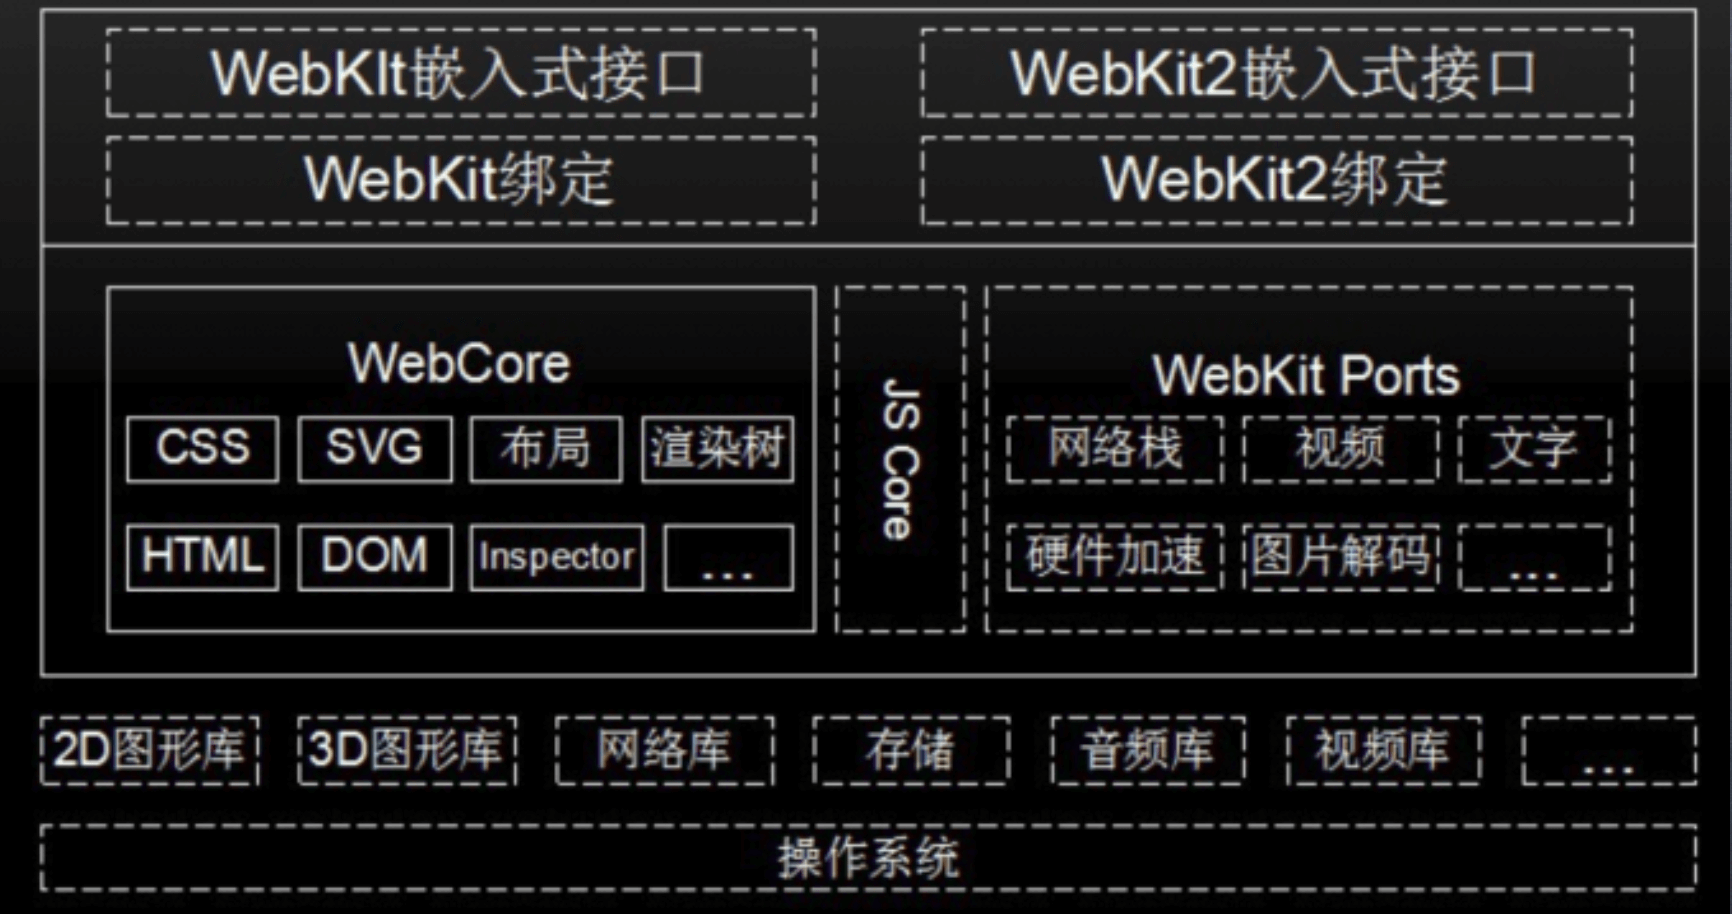 WebKIt嵌入式接口
WebKit2嵌入式接口
WebKit绑定
WebKit2绑定
WebCore
CSS
SVG
布局
渲染树
HTML
DOM
Inspector
...
JS Core
WebKit Ports
网络栈
视频
文字
硬件加速
图片解码
...
2D图形库
3D图形库
网络库
存储
音频库
视频库
...
操作系统